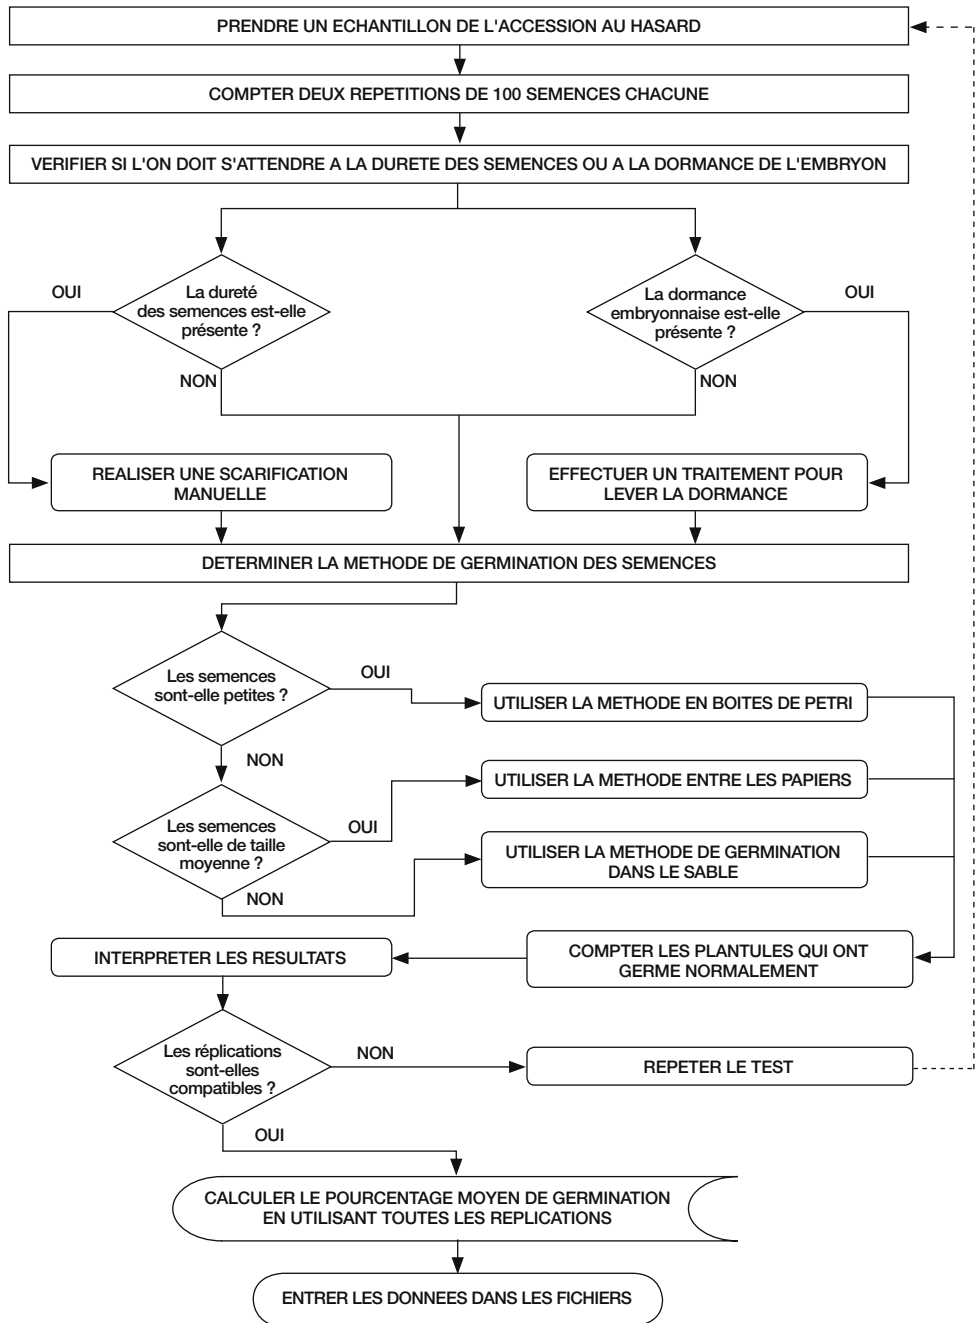 PRENDRE UN ECHANTILLON DE L'ACCESSION AU HASARD
COMPTER DEUX REPETITIONS DE 100 SEMENCES CHACUNE
VERIFIER SI L'ON DOIT S'ATTENDRE A LA DURETE DES SEMENCES OU A LA DORMANCE DE L'EMBRYON
OUI
La dureté
des semences est-elle
présente ?
NON
La dormance
embryonnaise est-elle
présente ?
OUI
NON
REALISER UNE SCARIFICATION
MANUELLE
EFFECTUER UN TRAITEMENT POUR
LEVER LA DORMANCE
DETERMINER LA METHODE DE GERMINATION DES SEMENCES
Les semences
sont-elle petites ?
OUI
UTILISER LA METHODE EN BOITES DE PETRI
NON
Les semences
sont-elle de taille
moyenne ?
OUI
UTILISER LA METHODE ENTRE LES PAPIERS
NON
UTILISER LA METHODE DE GERMINATION
DANS LE SABLE
COMPTER LES PLANTULES QUI ONT
GERME NORMALEMENT
INTERPRETER LES RESULTATS
Les réplications
sont-elles
compatibles ?
NON
REPETER LE TEST
OUI
CALCULER LE POURCENTAGE MOYEN DE GERMINATION
EN UTILISANT TOUTES LES REPLICATIONS
ENTRER LES DONNEES DANS LES FICHIERS